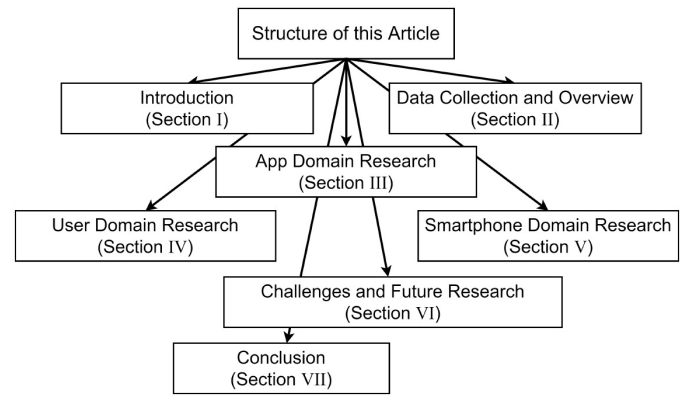 Structure of this Article
Introduction
(Section I)
Data Collection and Overview
(Section II)
App Domain Research
(Section III)
User Domain Research
(Section IV)
Smartphone Domain Research
(Section V)
Challenges and Future Research
(Section VI)
Conclusion
(Section VII)